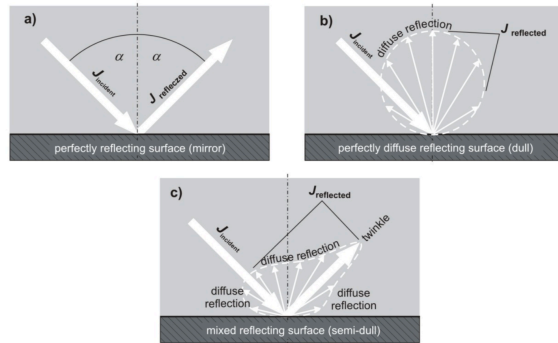 a)
α
α
J incident
J refleczed
perfectly reflecting surface (mirror)
b)
diffuse reflection
J reflected
J incident
perfectly diffuse reflecting surface (dull)
c)
J reflected
J incident
diffuse reflection
twinkle
diffuse
reflection
diffuse
reflection
mixed reflecting surface (semi-dull)